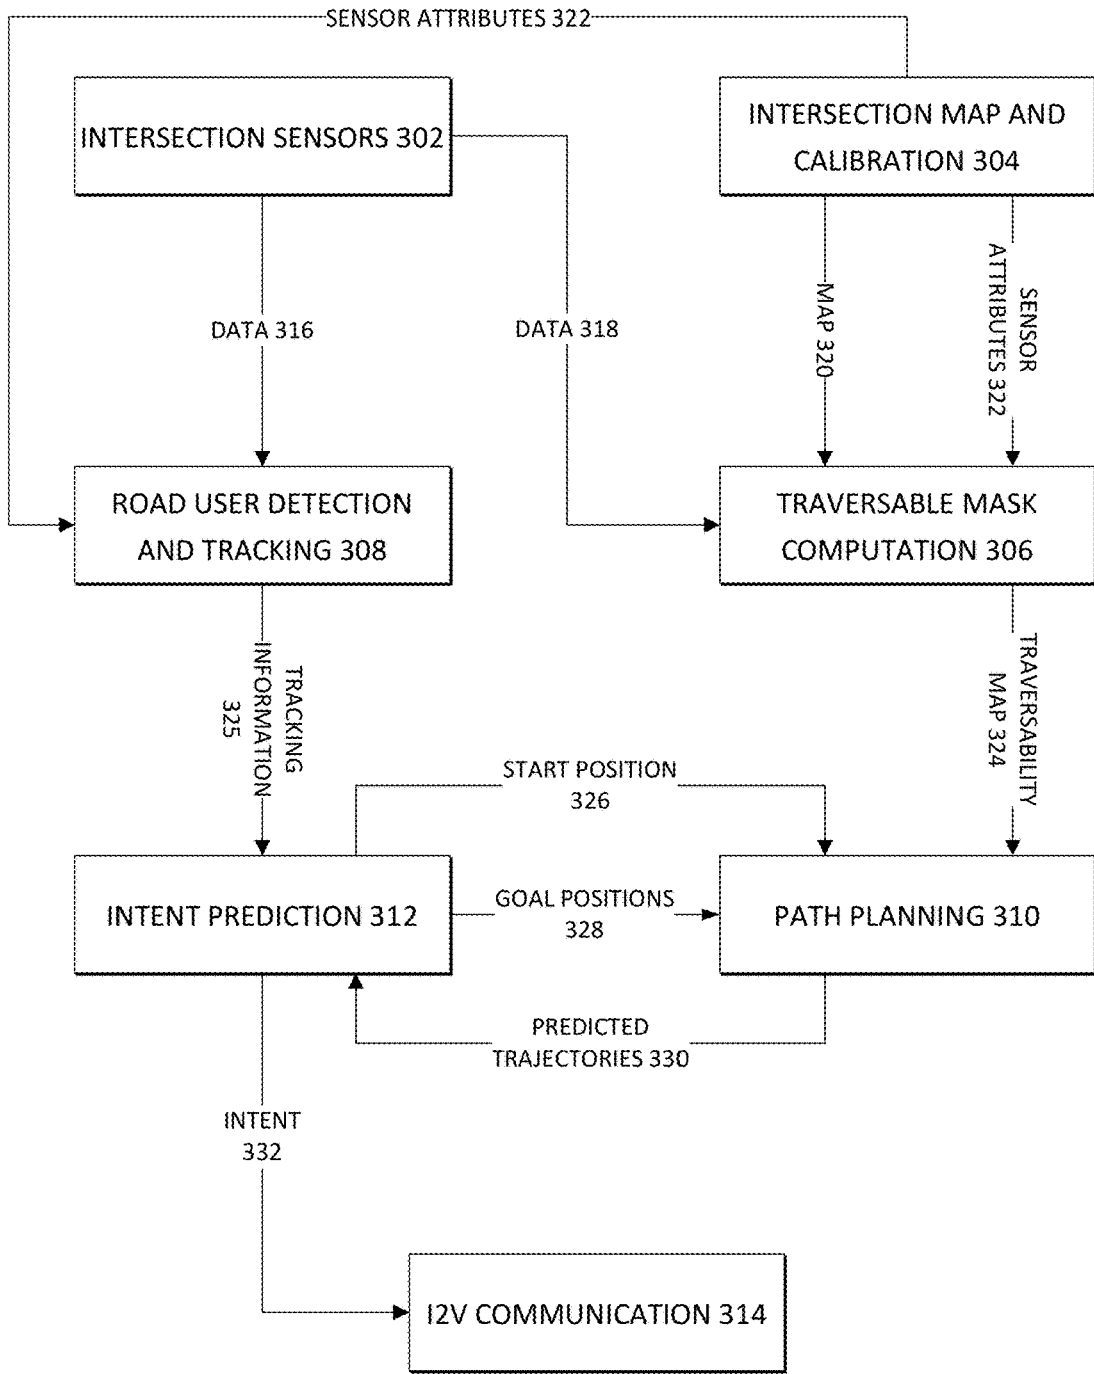 SENSOR ATTRIBUTES 322
INTERSECTION SENSORS 302
INTERSECTION MAP AND
CALIBRATION 304
DATA 316
DATA 318
MAP 320
SENSOR
ATTRIBUTES 322
ROAD USER DETECTION
AND TRACKING 308
TRAVERSABLE MASK
COMPUTATION 306
TRACKING
INFORMATION
325
TRAVERSABILITY
MAP 324
START POSITION
326
INTENT PREDICTION 312
GOAL POSITIONS
328
PATH PLANNING 310
PREDICTED
TRAJECTORIES 330
INTENT
332
I2V COMMUNICATION 314